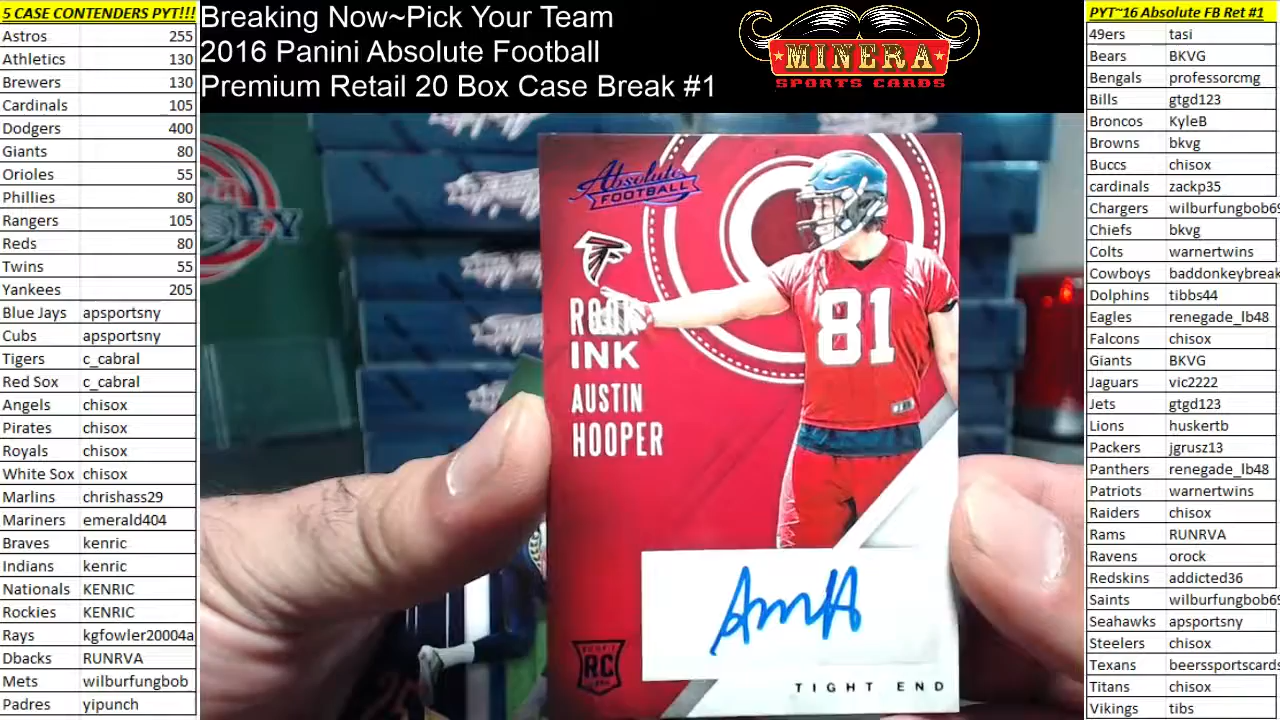 5 CASE CONTENDERS PYT!!!
Astros 255
Athletics 130
Brewers 130
Cardinals 105
Dodgers 400
Giants 80
Orioles 55
Phillies 80
Rangers 105
Reds 80
Twins 55
Yankees 205
Blue Jays apsportsny
Cubs apsportsny
Tigers c_cabral
Red Sox c_cabral
Angels chisox
Pirates chisox
Royals chisox
White Sox chisox
Marlins chrishass29
Mariners emerald404
Braves kenric
Indians kenric
Nationals KENRIC
Rockies KENRIC
Rays kgfowler20004a
Dbacks RUNRVA
Mets wilburfungbob
Padres yipunch
Breaking Now~Pick Your Team
2016 Panini Absolute Football
Premium Retail 20 Box Case Break #1
MINERA
SPORTS CARDS
Absolute
FOOTBALL
ROOKIE
INK
AUSTIN
HOOPER
81
RC
TIGHT END
PYT~16 Absolute FB Ret #1
49ers tasi
Bears BKVG
Bengals professorcmg
Bills gtgd123
Broncos KyleB
Browns bkvg
Buccs chisox
cardinals zackp35
Chargers wilburfungbob69
Chiefs bkvg
Colts warnertwins
Cowboys baddonkeybreak
Dolphins tibbs44
Eagles renegade_lb48
Falcons chisox
Giants BKVG
Jaguars vic2222
Jets gtgd123
Lions huskertb
Packers jgrusz13
Panthers renegade_lb48
Patriots warnertwins
Raiders chisox
Rams RUNRVA
Ravens orock
Redskins addicted36
Saints wilburfungbob69
Seahawks apsportsny
Steelers chisox
Texans beerssportscards
Titans chisox
Vikings tibs